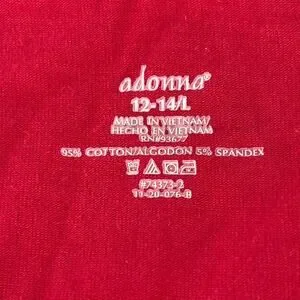 adonna®
12-14/L
MADE IN VIETNAM/
HECHO EN VIETNAM
RN#93677
95% COTTON/ALGODON 5% SPANDEX
#74373-2
11-20-076-B